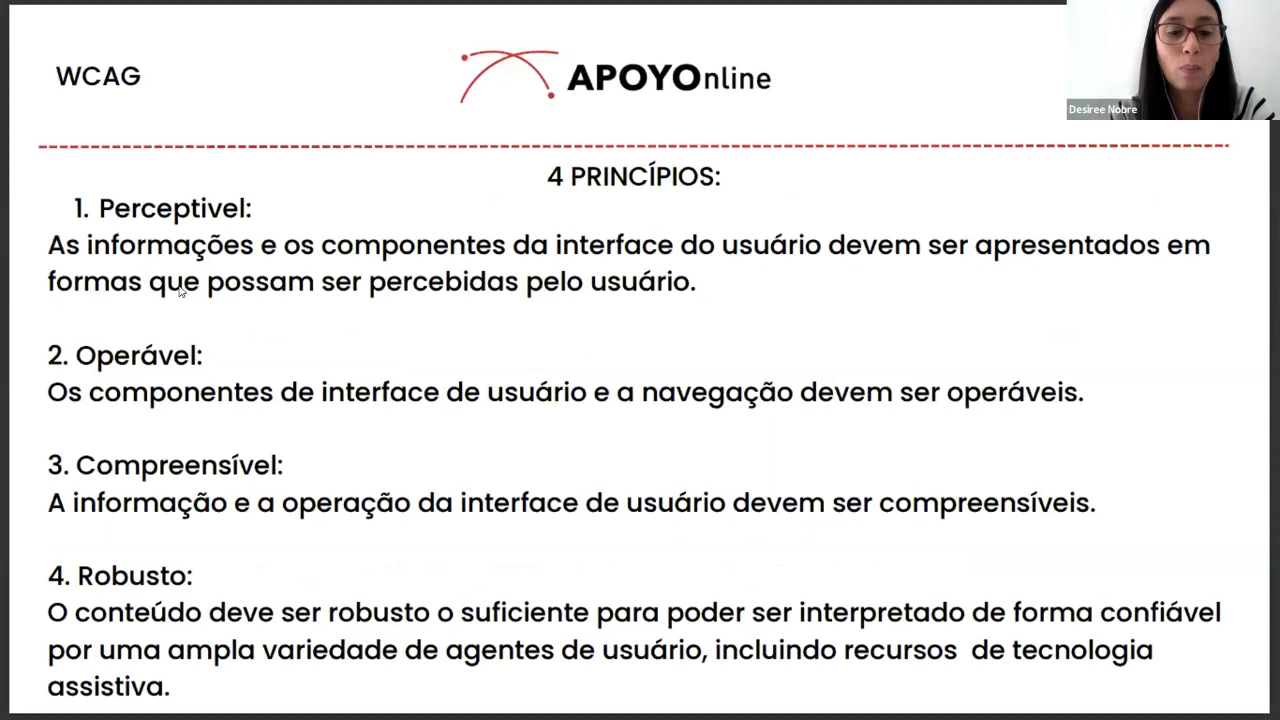 WCAG
APOYOnline
Desiree Nobre
4 PRINCÍPIOS:
1. Perceptivel:
As informações e os componentes da interface do usuário devem ser apresentados em
formas que possam ser percebidas pelo usuário.
2. Operável:
Os componentes de interface de usuário e a navegação devem ser operáveis.
3. Compreensível:
A informação e a operação da interface de usuário devem ser compreensíveis.
4. Robusto:
O conteúdo deve ser robusto o suficiente para poder ser interpretado de forma confiável
por uma ampla variedade de agentes de usuário, incluindo recursos  de tecnologia
assistiva.